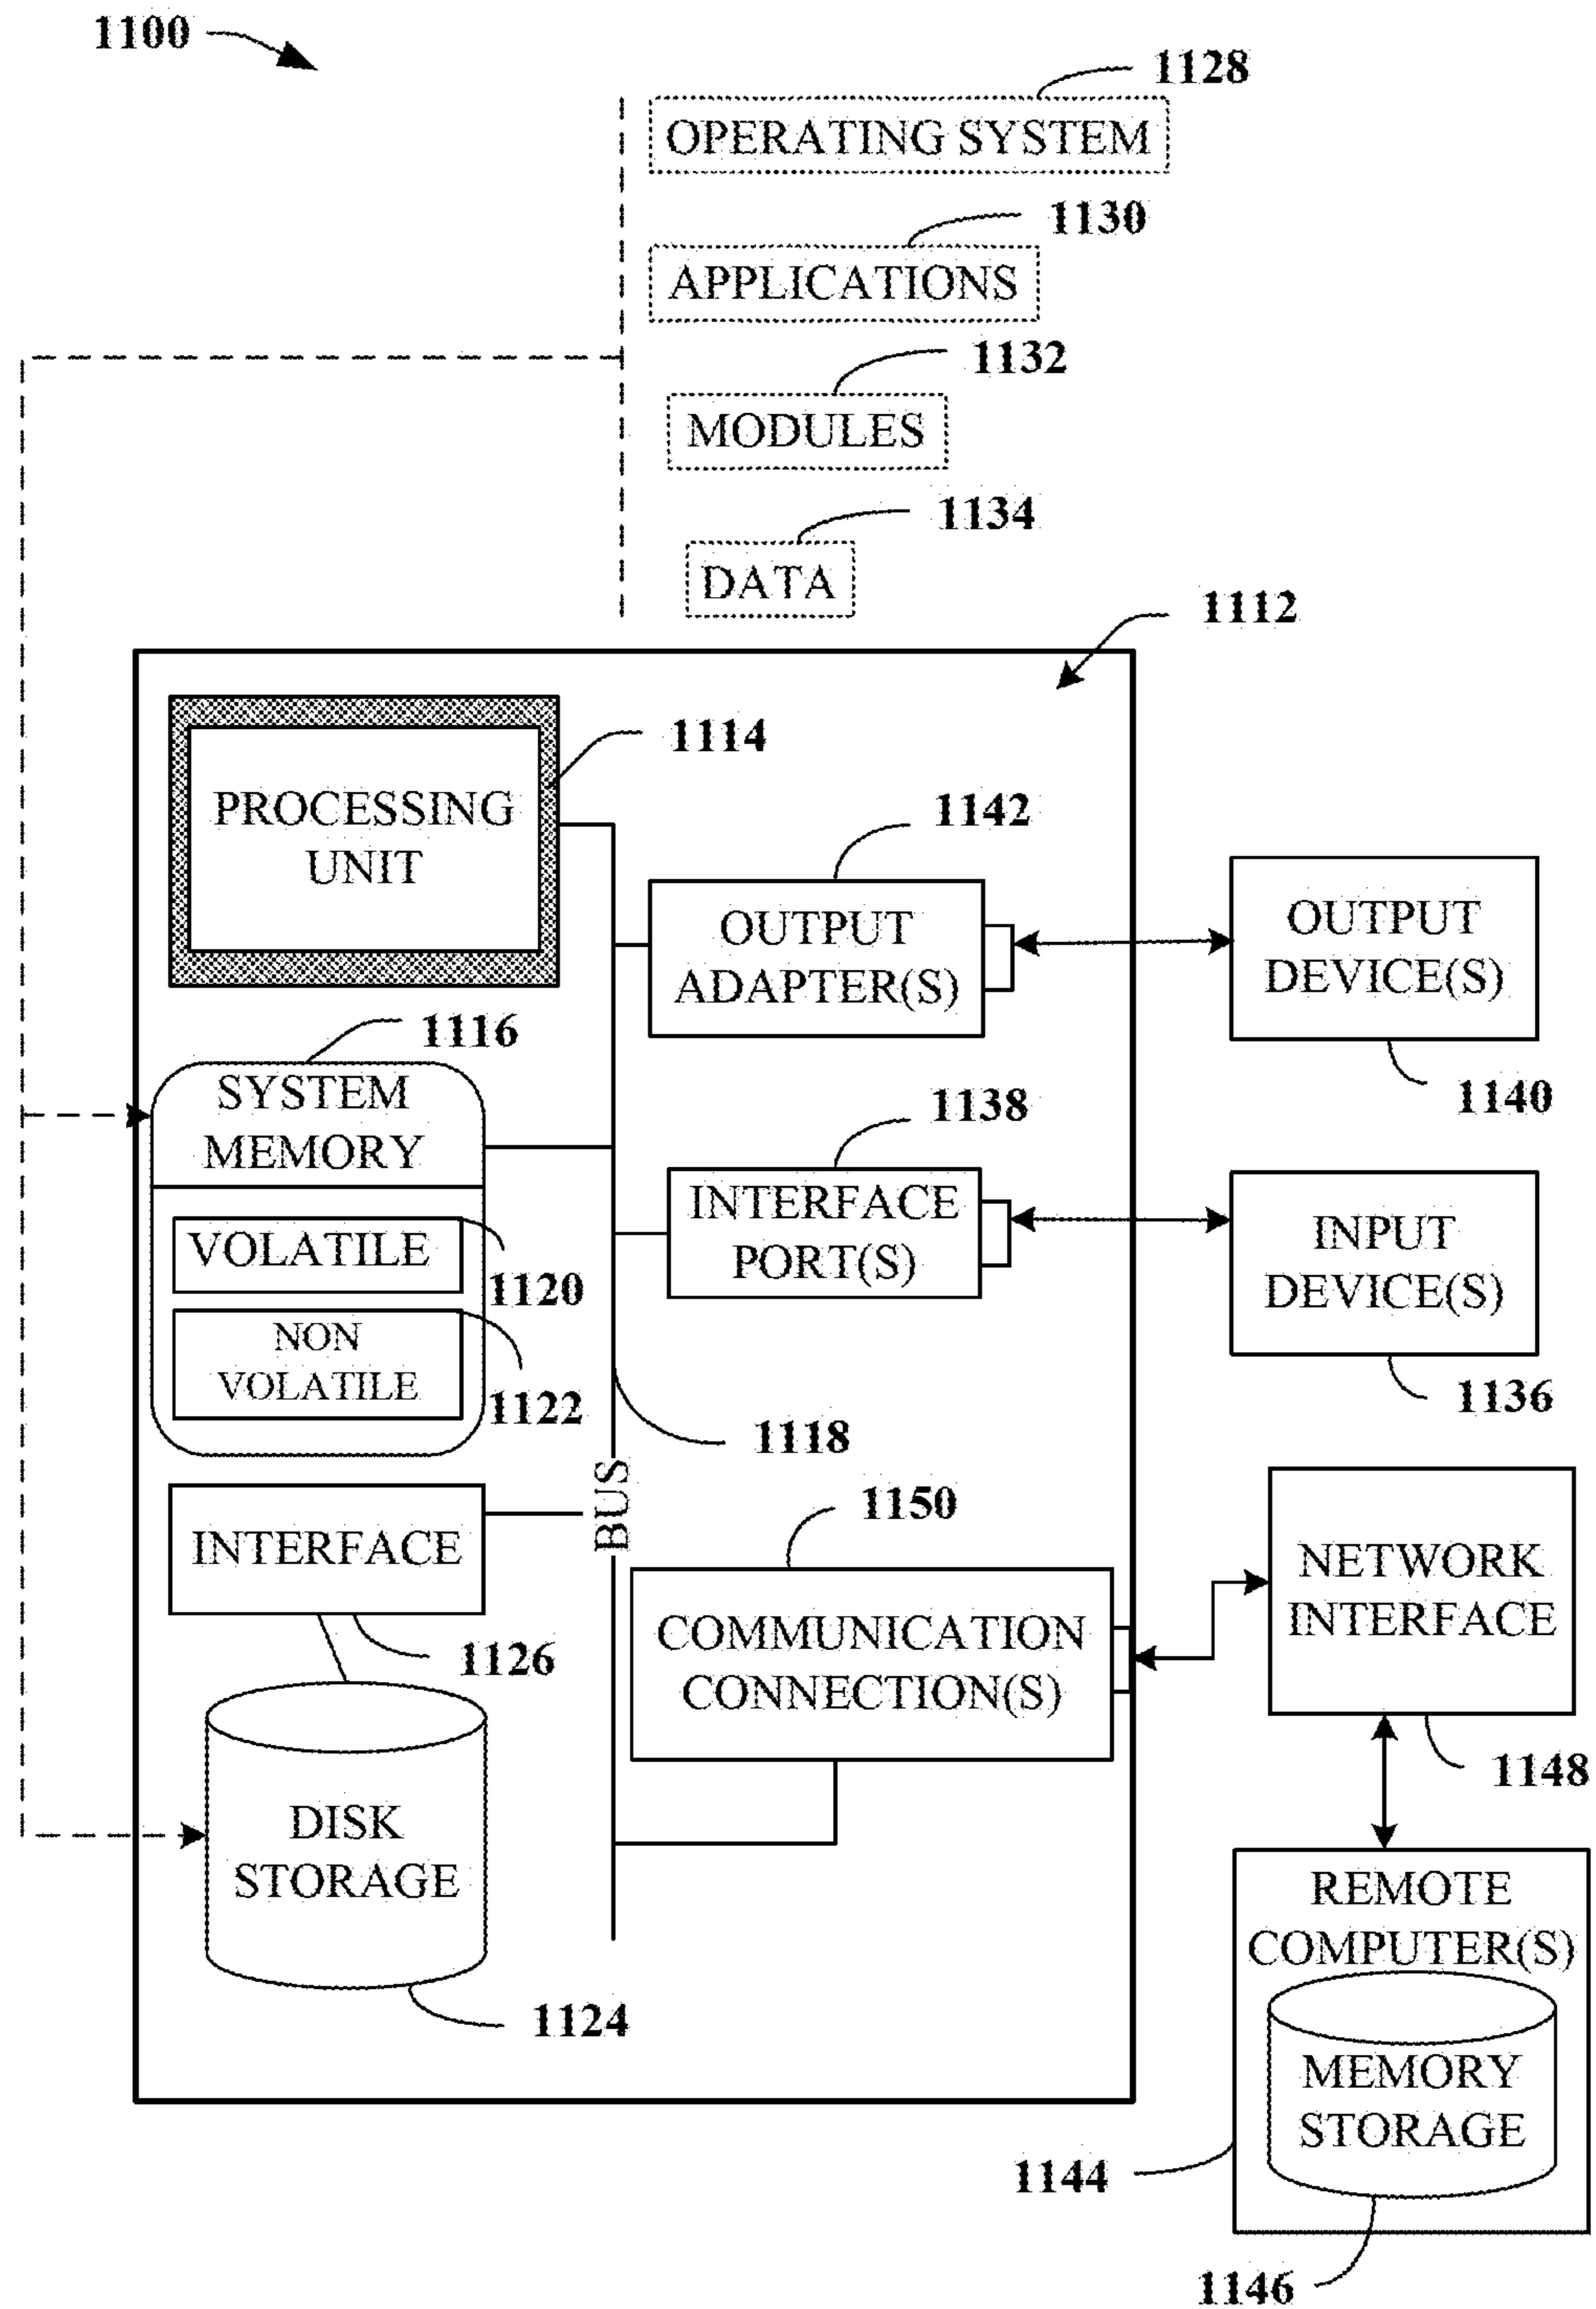 1100
1128
OPERATING SYSTEM
1130
APPLICATIONS
1132
MODULES
1134
DATA
1112
PROCESSING
UNIT
1114
1142
OUTPUT
ADAPTER(S)
OUTPUT
DEVICE(S)
1140
1116
SYSTEM
MEMORY
VOLATILE
1120
NON
VOLATILE
1122
1138
INTERFACE
PORT(S)
INPUT
DEVICE(S)
1136
1118
BUS
INTERFACE
1126
1150
COMMUNICATION
CONNECTION(S)
NETWORK
INTERFACE
1148
DISK
STORAGE
1124
REMOTE
COMPUTER(S)
MEMORY
STORAGE
1144
1146